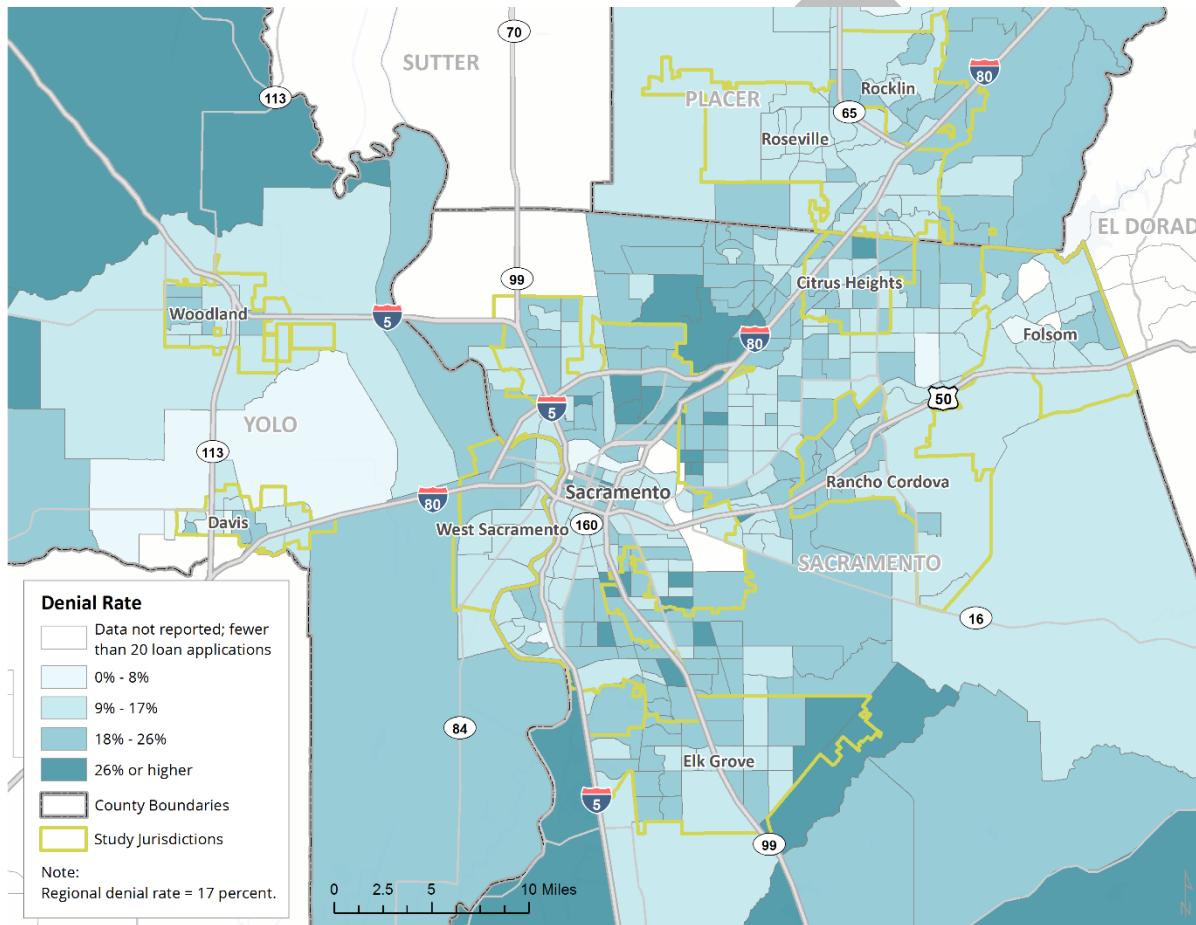 70
SUTTER
80
113
Rocklin
PLACER
65
Roseville
EL DORAD
99
Citrus Heights
Woodland
5
80
Folsom
50
5
YOLO
113
Rancho Cordova
Sacramento
80
Davis
West Sacramento
160
SACRAMENTO
16
84
Elk Grove
5
99
Denial Rate
Data not reported; fewer
than 20 loan applications
0% - 8%
9% - 17%
18% - 26%
26% or higher
County Boundaries
Study Jurisdictions
Note:
Regional denial rate = 17 percent.
0 2.5 5 10 Miles
N